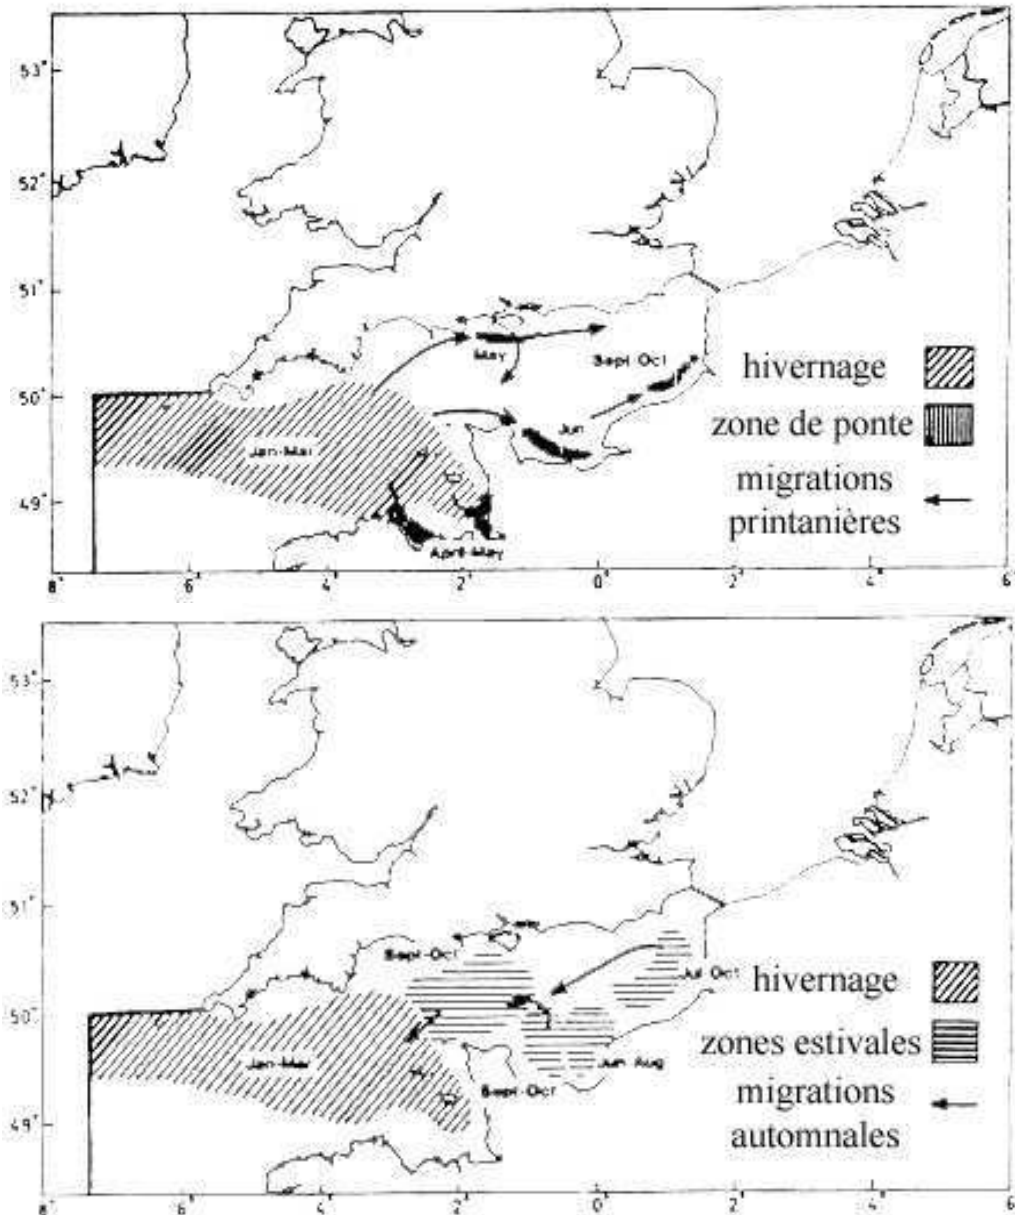 53°
52°
51°
50°
49°
May
Sept-Oct
Jun
Jan-Mar
April-May
hivernage
zone de ponte
migrations
printanières
8°
6°
4°
2°
0°
2°
4°
6
53°
52°
51°
50°
49°
Sept-Oct
Jul Oct
Jun Aug
Jan-Mar
Sept-Oct
hivernage
zones estivales
migrations
automnales
8°
6°
4°
2°
0°
2°
4°
6